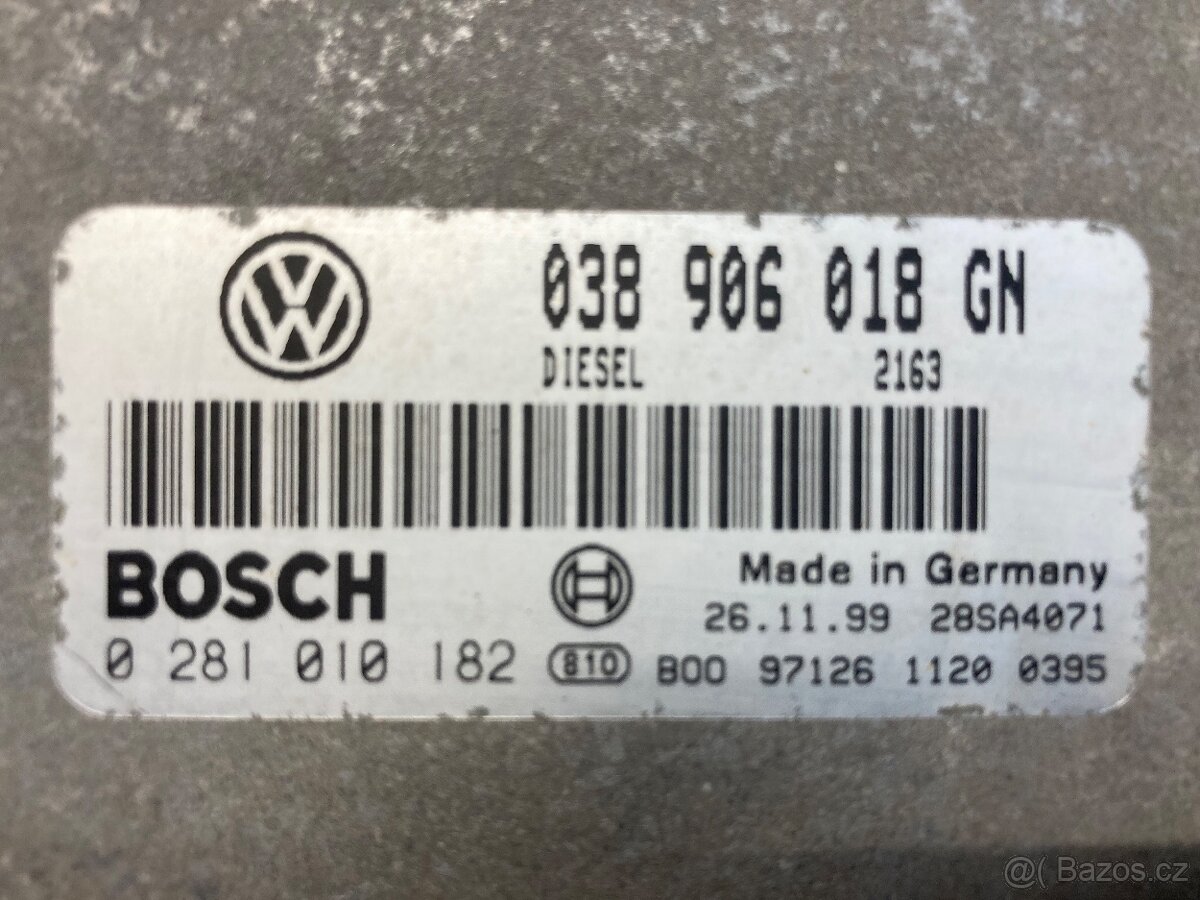 038 906 018 GN
DIESEL 2163
BOSCH
Made in Germany
26.11.99 28SA4071
0 281 010 182 810 B00 97126 1120 0395
@( Bazos.cz